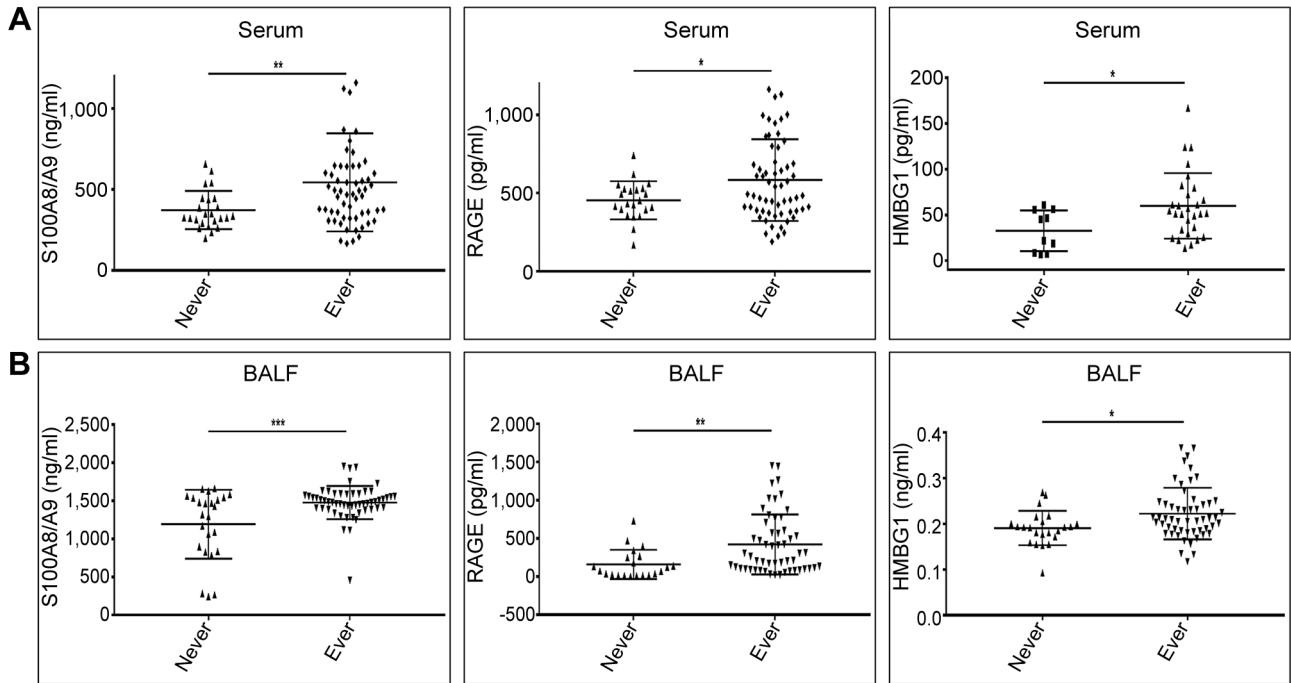 A
Serum
**
S100A8/A9 (ng/ml)
1,000
500
0
Never
Ever
Serum
*
RAGE (pg/ml)
1,000
500
0
Never
Ever
Serum
*
HMBG1 (pg/ml)
200
150
100
50
0
Never
Ever
B
BALF
***
S100A8/A9 (ng/ml)
2,500
2,000
1,500
1,000
500
0
Never
Ever
BALF
**
RAGE (pg/ml)
2,000
1,500
1,000
500
0
-500
Never
Ever
BALF
*
HMBG1 (ng/ml)
0.4
0.3
0.2
0.1
0.0
Never
Ever